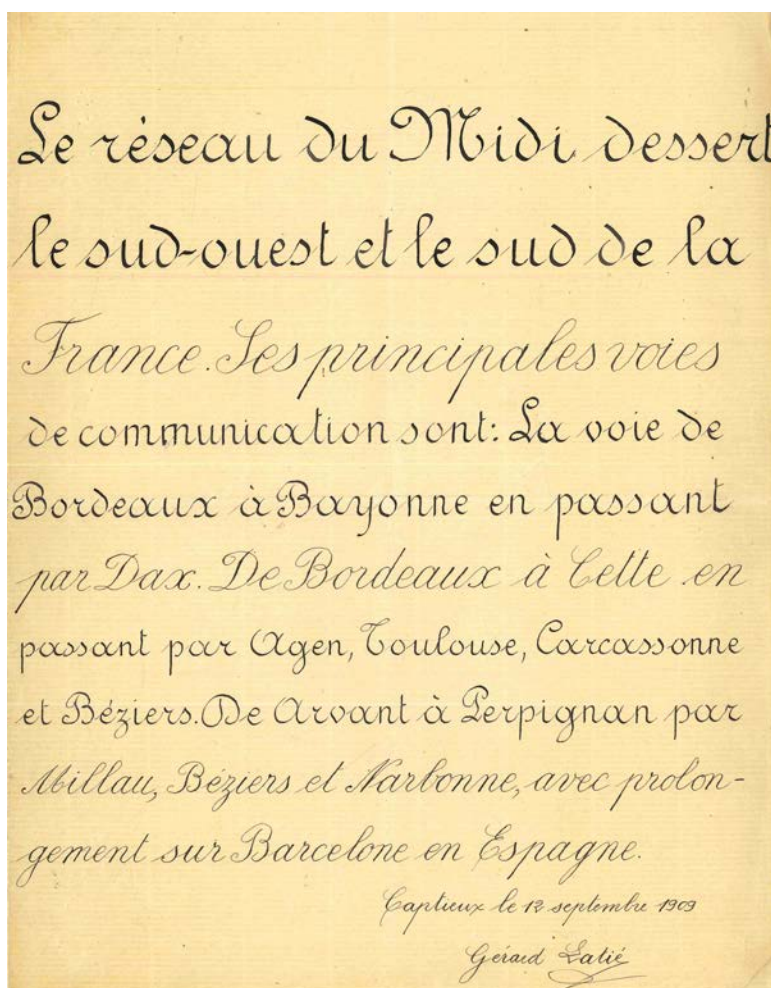 Le réseau du Midi dessert
le sud-ouest et le sud de la
France. Ses principales voies
de communication sont: La voie de
Bordeaux à Bayonne en passant
par Dax. De Bordeaux à Cette en
passant par Agen, Toulouse, Carcassonne
et Béziers. De Arvant à Perpignan par
Millau, Béziers et Narbonne, avec prolon-
gement sur Barcelone en Espagne.
Captieux le 12 septembre 1909
Gérard Latié